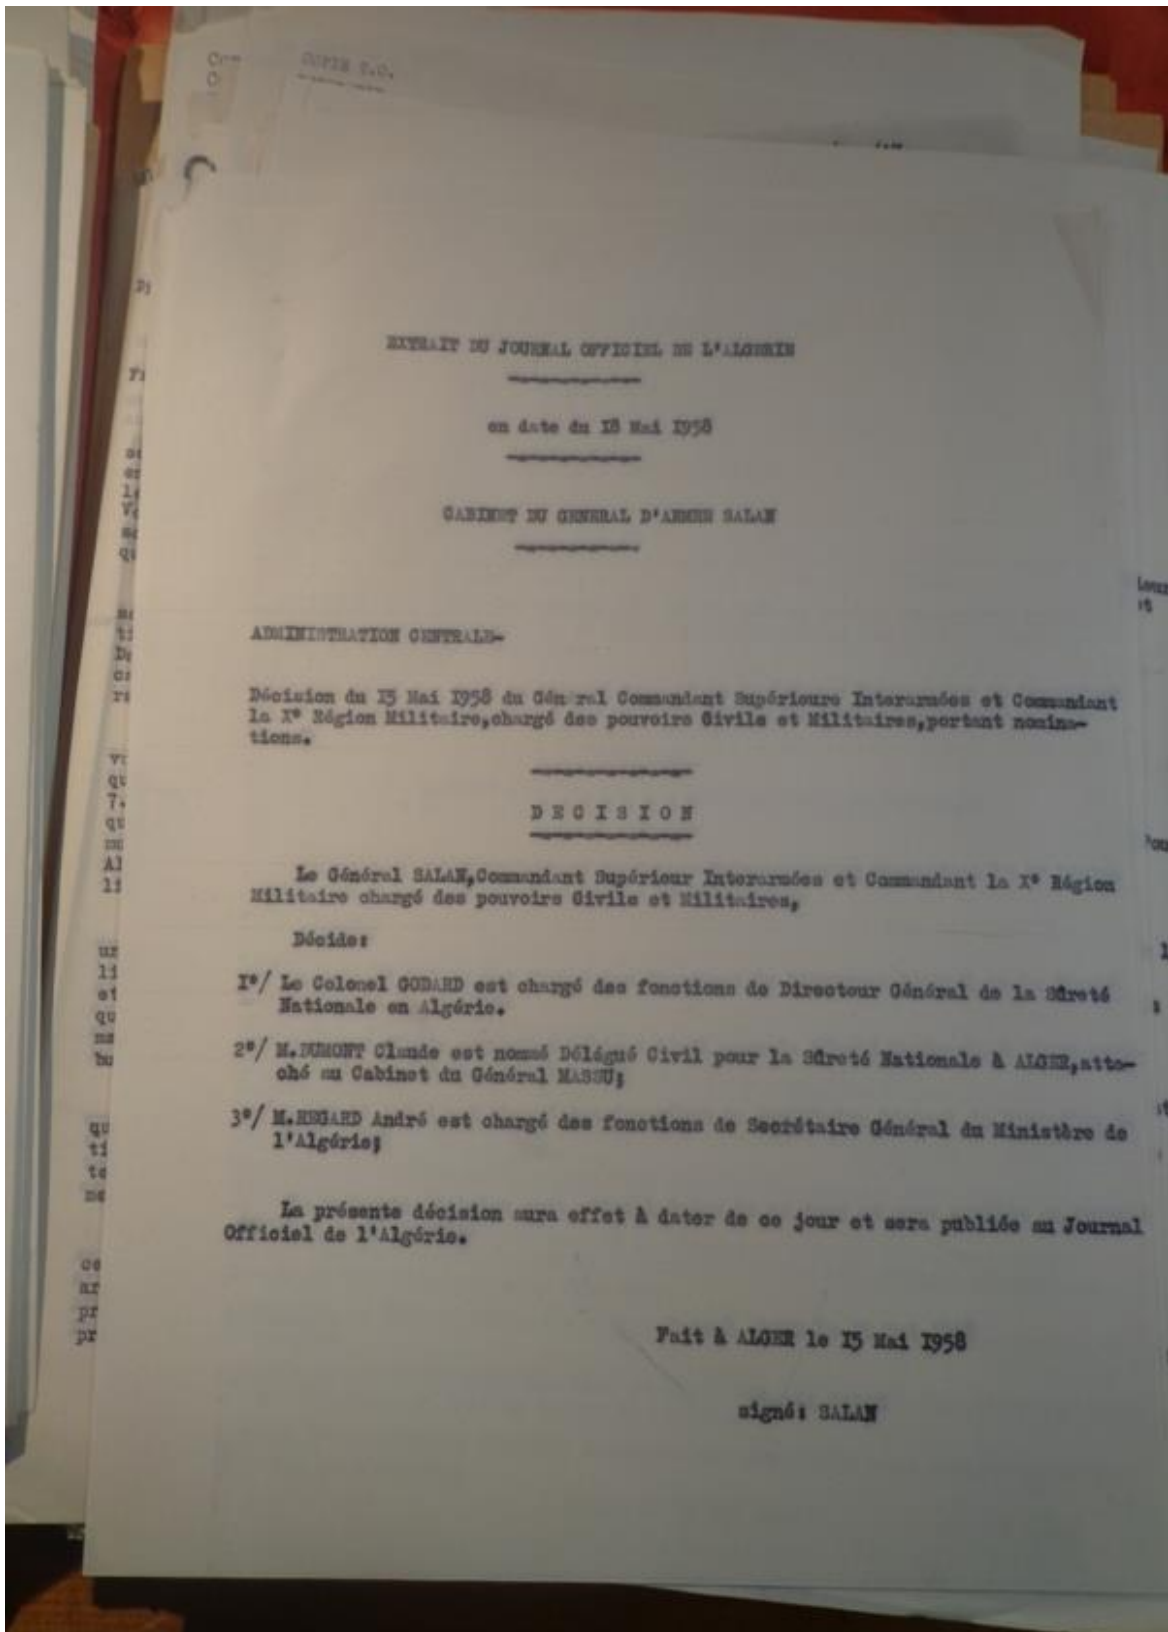 COPIE T.O.
EXTRAIT DU JOURNAL OFFICIEL DE L'ALGERIE
en date du 18 Mai 1958
CABINET DU GENERAL D'ARMEE SALAN
ADMINISTRATION CENTRALE-
Décision du 15 Mai 1958 du Général Commandant Supérieure Interarmées et Commandant
la X° Région Militaire,chargé des pouvoirs Civils et Militaires,portant nomina-
tions.
D E C I S I O N
Le Général SALAN,Commandant Supérieur Interarmées et Commandant la X° Région
Militaire chargé des pouvoirs Civils et Militaires,
Décide:
I°/ Le Colonel GODARD est chargé des fonctions de Directeur Général de la Sûreté
Nationale en Algérie.
2°/ M.DUMONT Claude est nommé Délégué Civil pour la Sûreté Nationale à ALGER,atta-
ché au Cabinet du Général MASSU;
3°/ M.REGARD André est chargé des fonctions de Secrétaire Général du Ministère de
l'Algérie;
La présente décision aura effet à dater de ce jour et sera publiée au Journal
Officiel de l'Algérie.
Fait à ALGER le 15 Mai 1958
signé: SALAN